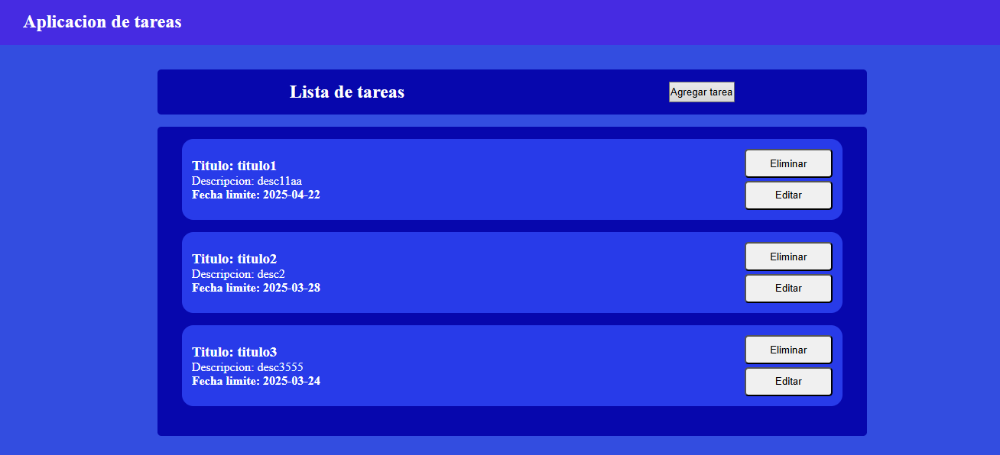 Aplicacion de tareas
Lista de tareas
Agregar tarea
Titulo: titulo1
Descripcion: desc11aa
Fecha limite: 2025-04-22
Eliminar
Editar
Titulo: titulo2
Descripcion: desc2
Fecha limite: 2025-03-28
Eliminar
Editar
Titulo: titulo3
Descripcion: desc3555
Fecha limite: 2025-03-24
Eliminar
Editar